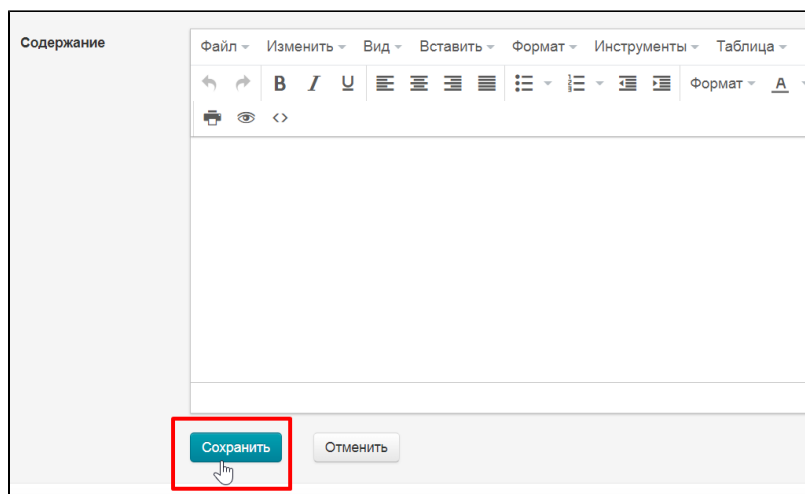 Содержание
Файл Изменить Вид Вставить Формат Инструменты Таблица
B I U Формат A
Сохранить Отменить